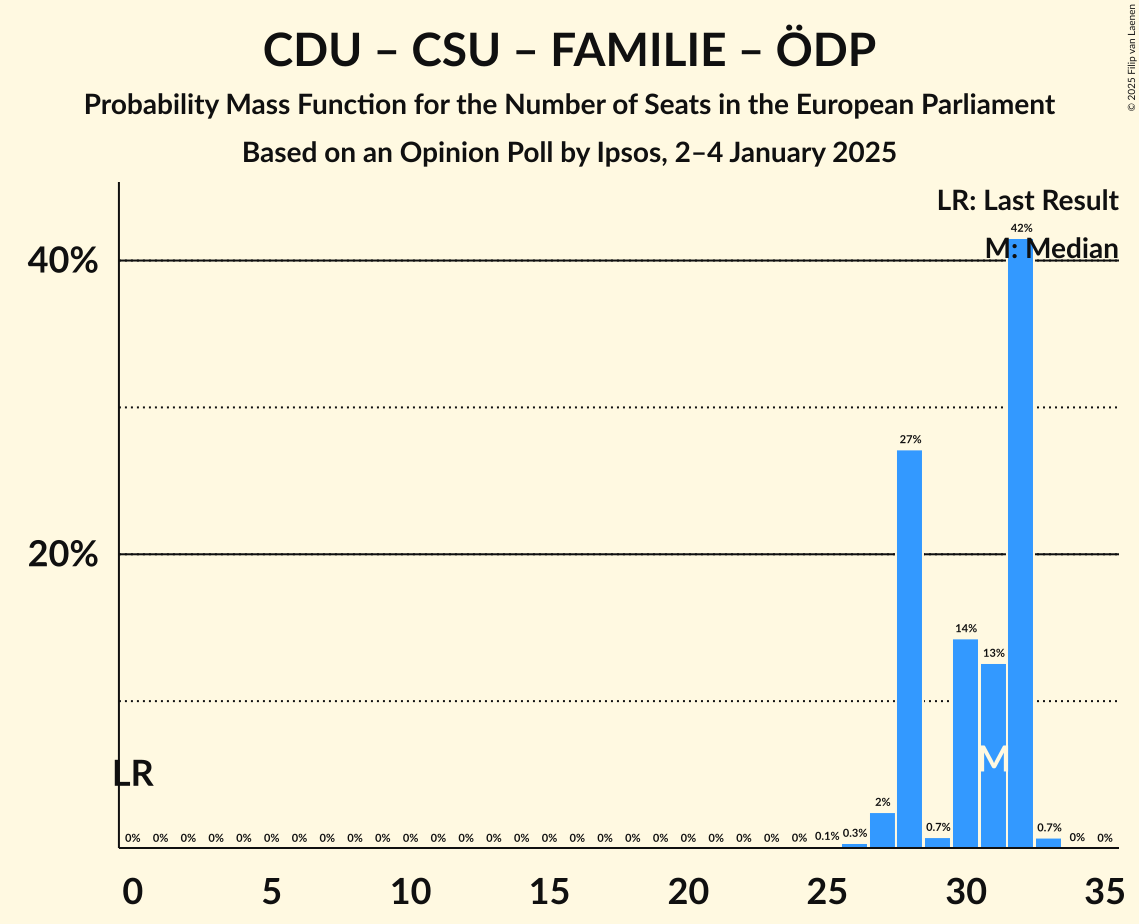 CDU – CSU – FAMILIE – ÖDP
Probability Mass Function for the Number of Seats in the European Parliament
Based on an Opinion Poll by Ipsos, 2–4 January 2025
© 2025 Filip van Laenen
LR: Last Result
M: Median
42%
40%
27%
20%
14%
13%
M
LR
0% 0% 0% 0% 0% 0% 0% 0% 0% 0% 0% 0% 0% 0% 0% 0% 0% 0% 0% 0% 0% 0% 0% 0% 0% 0.1% 0.3% 2% 0.7% 0.7% 0% 0%
0 5 10 15 20 25 30 35